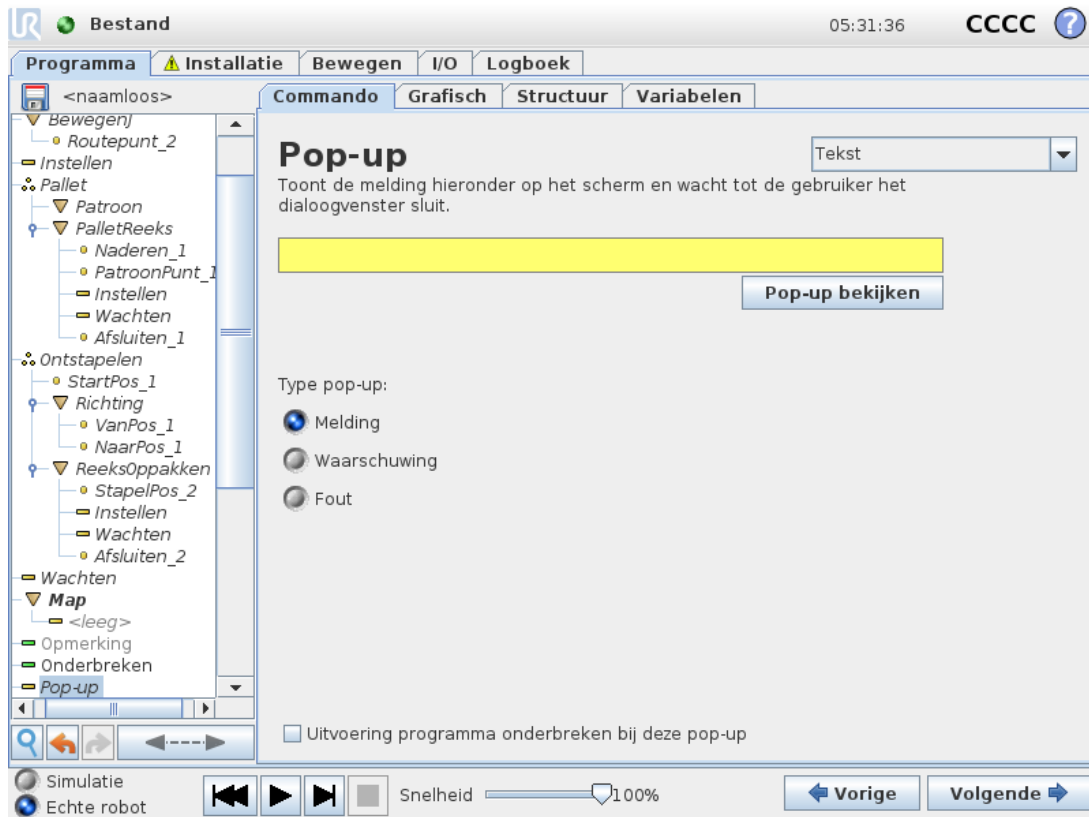 UR Bestand 05:31:36 CCCC ?
Programma Installatie Bewegen I/O Logboek
<naamloos>
Commando Grafisch Structuur Variabelen
BewegenJ
Routepunt_2
Instellen
Pallet
Patroon
PalletReeks
Naderen_1
PatroonPunt_1
Instellen
Wachten
Afsluiten_1
Ontstapelen
StartPos_1
Richting
VanPos_1
NaarPos_1
ReeksOppakken
StapelPos_2
Instellen
Wachten
Afsluiten_2
Wachten
Map
<leeg>
Opmerking
Onderbreken
Pop-up
Pop-up
Tekst
Toont de melding hieronder op het scherm en wacht tot de gebruiker het
dialoogvenster sluit.
Pop-up bekijken
Type pop-up:
Melding
Waarschuwing
Fout
Uitvoering programma onderbreken bij deze pop-up
Simulatie
Echte robot
Snelheid 100%
Vorige
Volgende